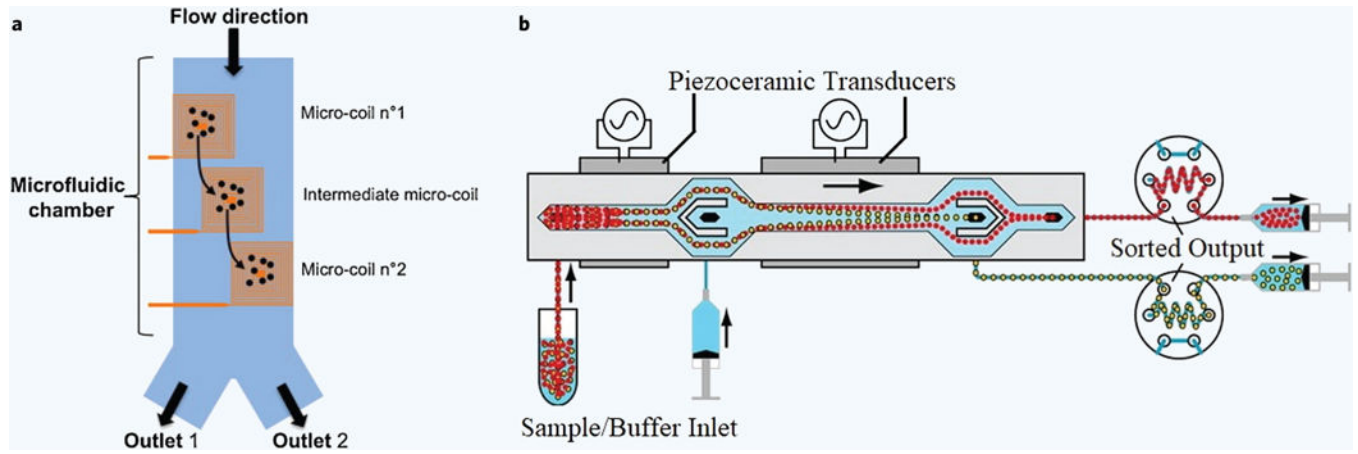 a
Flow direction
Micro-coil n°1
Microfluidic
chamber
Intermediate micro-coil
Micro-coil n°2
Outlet 1
Outlet 2
b
Piezoceramic Transducers
Sorted Output
Sample/Buffer Inlet